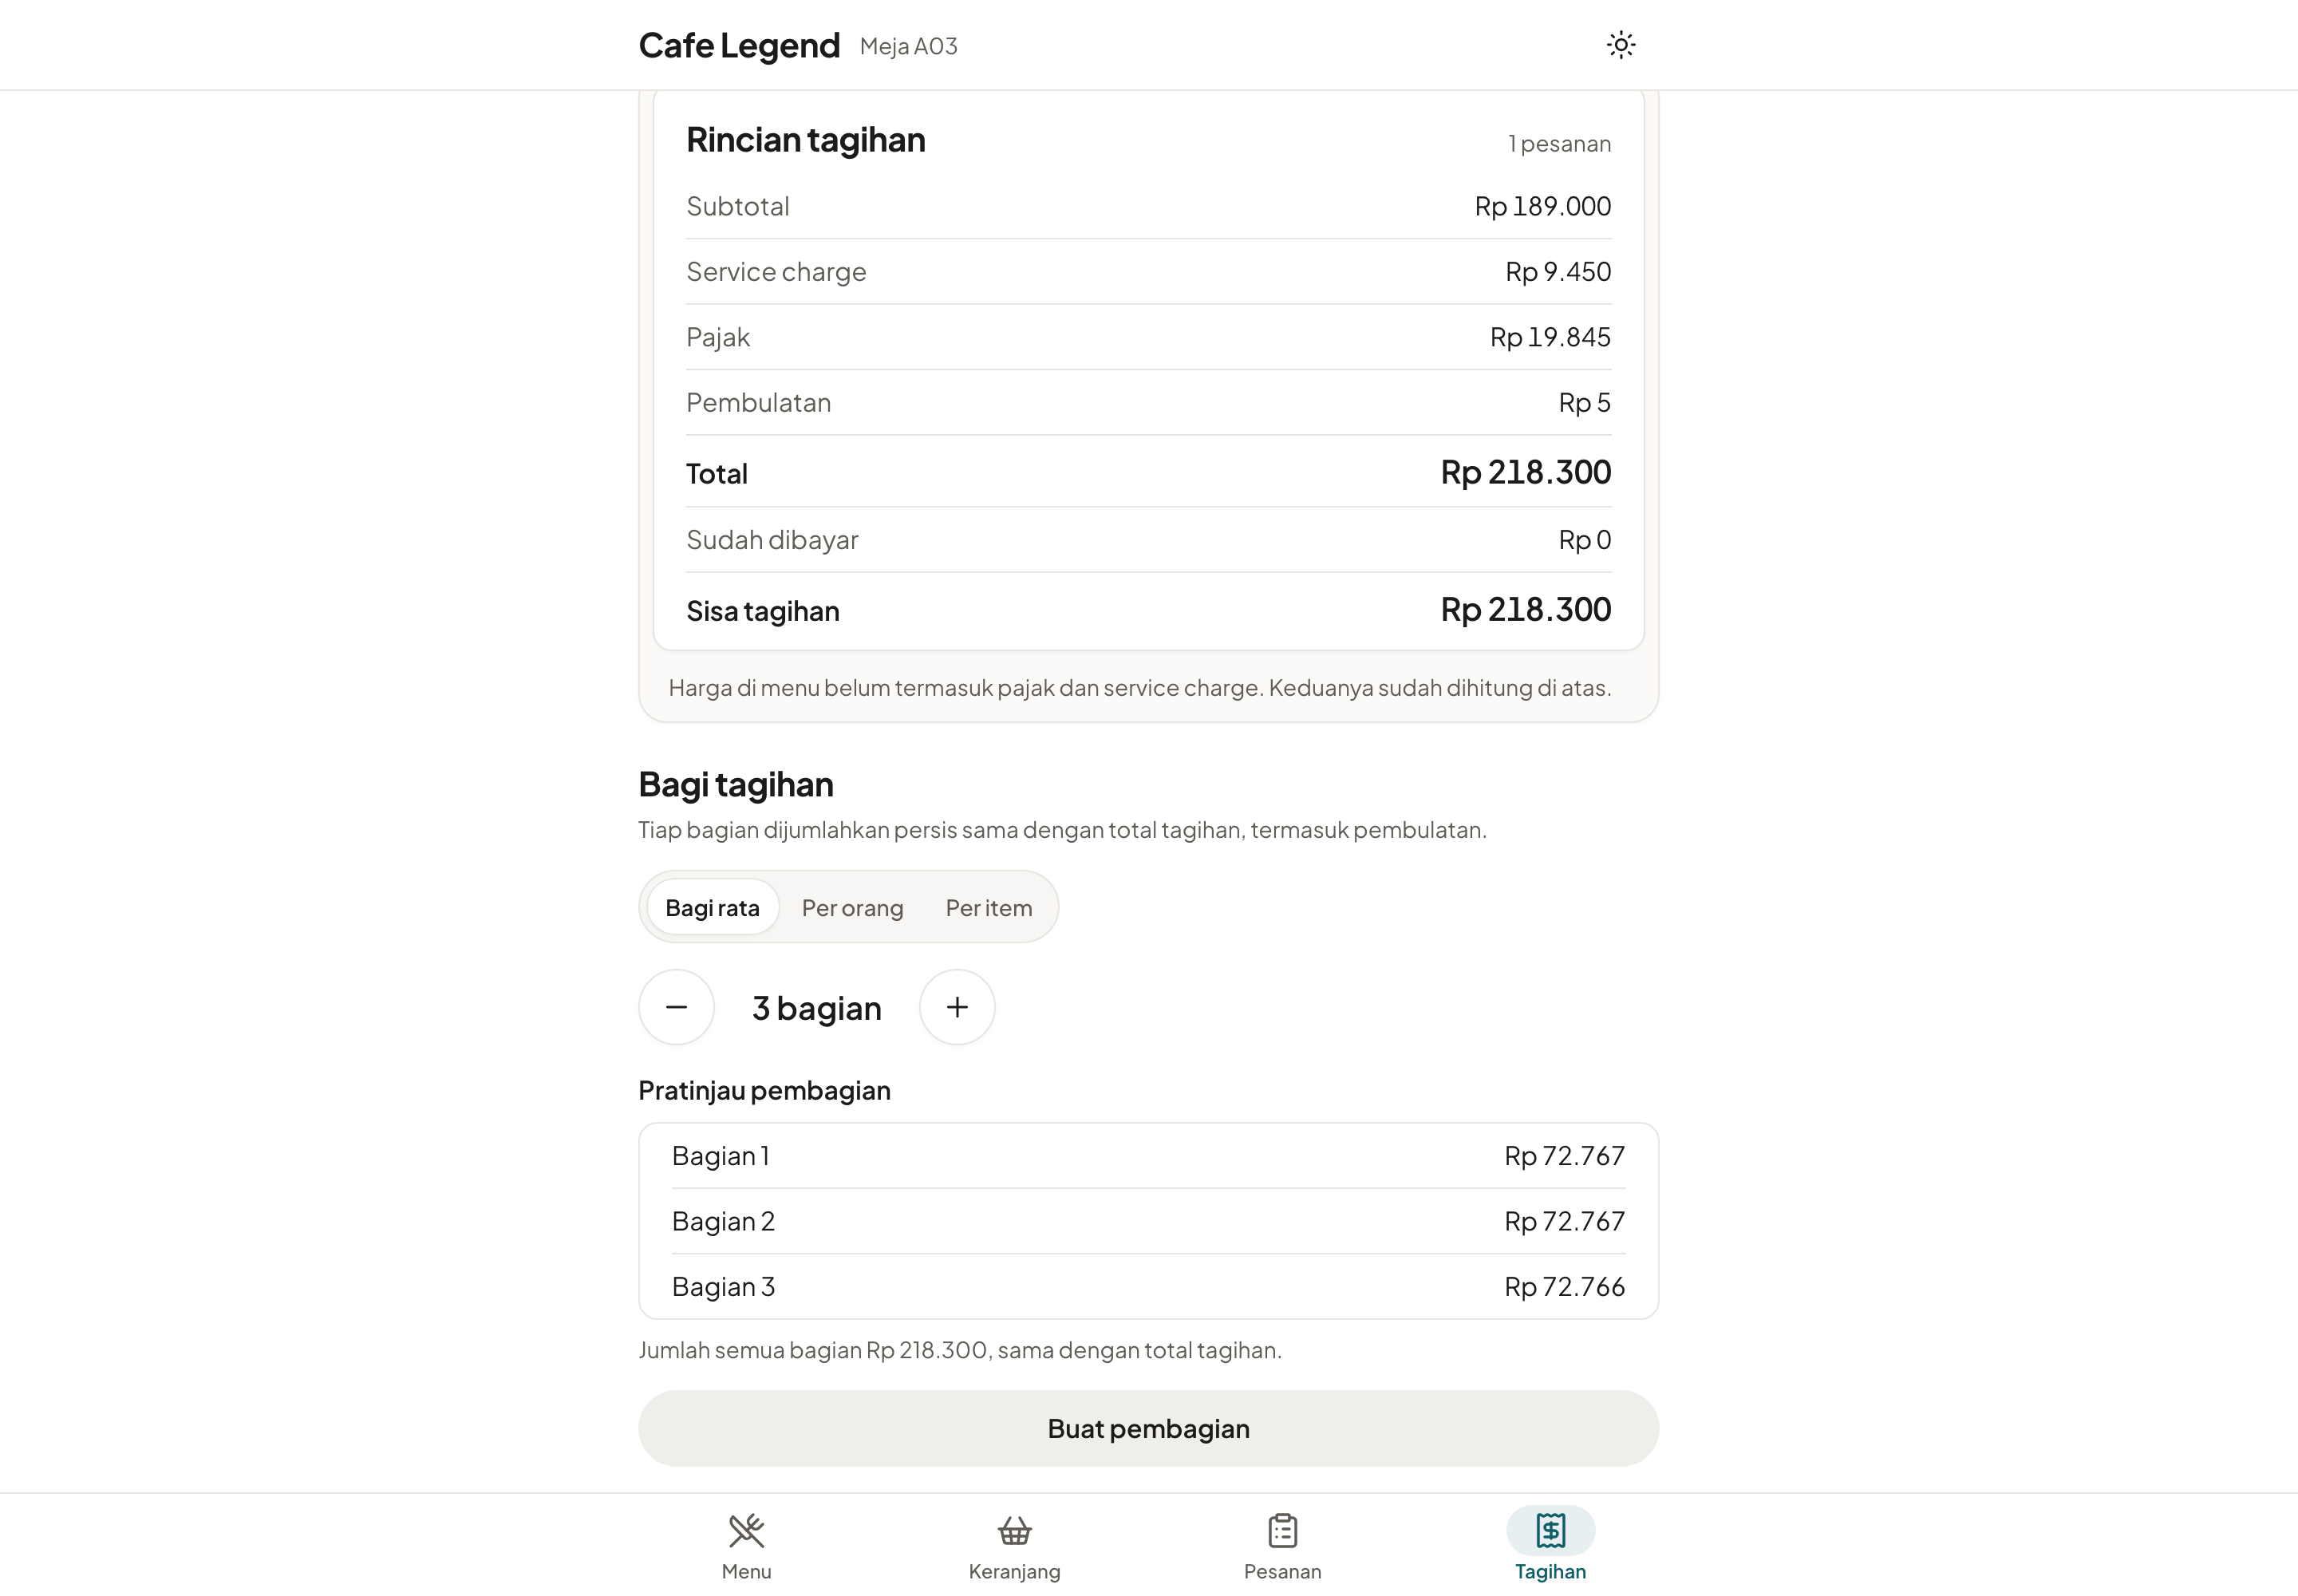 Cafe Legend Meja A03
Rincian tagihan 1 pesanan
Subtotal Rp 189.000
Service charge Rp 9.450
Pajak Rp 19.845
Pembulatan Rp 5
Total Rp 218.300
Sudah dibayar Rp 0
Sisa tagihan Rp 218.300
Harga di menu belum termasuk pajak dan service charge. Keduanya sudah dihitung di atas.
Bagi tagihan
Tiap bagian dijumlahkan persis sama dengan total tagihan, termasuk pembulatan.
Bagi rata Per orang Per item
3 bagian
Pratinjau pembagian
Bagian 1 Rp 72.767
Bagian 2 Rp 72.767
Bagian 3 Rp 72.766
Jumlah semua bagian Rp 218.300, sama dengan total tagihan.
Buat pembagian
Menu Keranjang Pesanan Tagihan